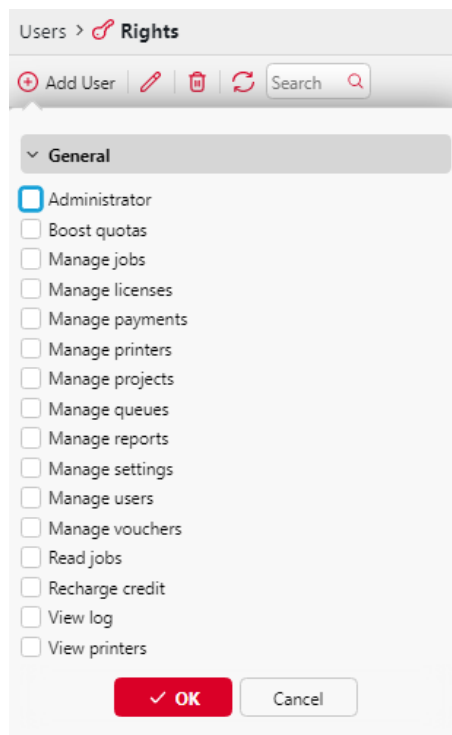 Users > Rights
Add User Search
General
Administrator
Boost quotas
Manage jobs
Manage licenses
Manage payments
Manage printers
Manage projects
Manage queues
Manage reports
Manage settings
Manage users
Manage vouchers
Read jobs
Recharge credit
View log
View printers
OK Cancel